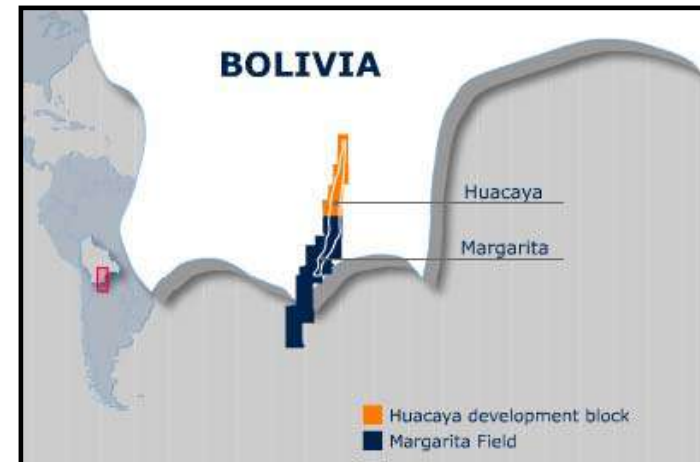 BOLIVIA
Huacaya
Margarita
Huacaya development block
Margarita Field